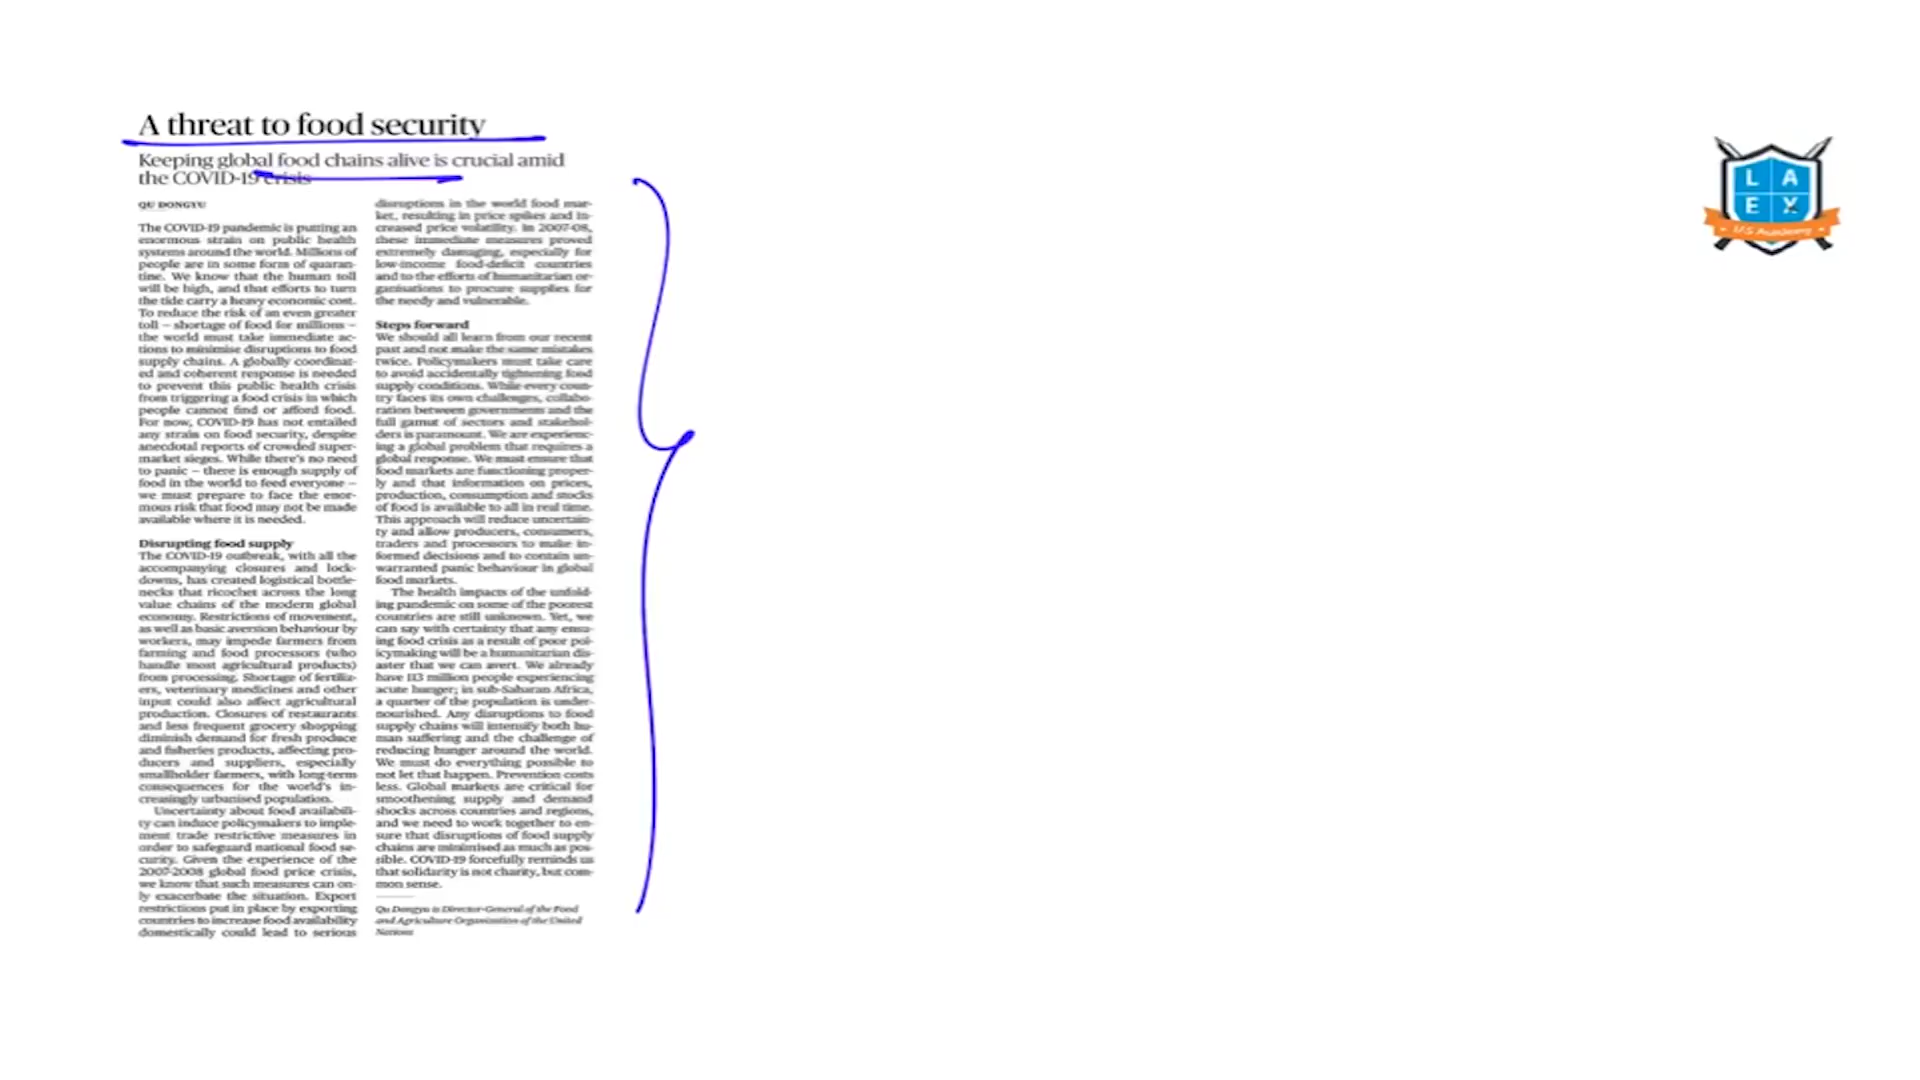 A threat to food security
Keeping global food chains alive is crucial amid
the COVID-19 crisis
QU DONGYU
The COVID-19 pandemic is putting an
enormous strain on public health
systems around the world. Millions of
people are in some form of quaran-
tine. We know that the human toll
will be high, and that efforts to turn
the tide carry a heavy economic cost.
To reduce the risk of an even greater
toll – shortage of food for millions –
the world must take immediate ac-
tions to minimise disruptions to food
supply chains. A globally coordinat-
ed and coherent response is needed
to prevent this public health crisis
from triggering a food crisis in which
people cannot find or afford food.
For now, COVID-19 has not entailed
any strain on food security, despite
anecdotal reports of crowded super-
market sieges. While there's no need
to panic – there is enough supply of
food in the world to feed everyone –
we must prepare to face the enor-
mous risk that food may not be made
available where it is needed.
Disrupting food supply
The COVID-19 outbreak, with all the
accompanying closures and lock-
downs, has created logistical bottle-
necks that ricochet across the long
value chains of the modern global
economy. Restrictions of movement,
as well as basic aversion behaviour by
workers, may impede farmers from
farming and food processors (who
handle most agricultural products)
from processing. Shortage of fertiliz-
ers, veterinary medicines and other
input could also affect agricultural
production. Closures of restaurants
and less frequent grocery shopping
diminish demand for fresh produce
and fisheries products, affecting pro-
ducers and suppliers, especially
smallholder farmers, with long-term
consequences for the world's in-
creasingly urbanised population.
Uncertainty about food availabili-
ty can induce policymakers to imple-
ment trade restrictive measures in
order to safeguard national food se-
curity. Given the experience of the
2007-2008 global food price crisis,
we know that such measures can on-
ly exacerbate the situation. Export
restrictions put in place by exporting
countries to increase food availability
domestically could lead to serious
disruptions in the world food mar-
ket, resulting in price spikes and in-
creased price volatility. In 2007-08,
these immediate measures proved
extremely damaging, especially for
low-income food-deficit countries
and to the efforts of humanitarian or-
ganisations to procure supplies for
the needy and vulnerable.
Steps forward
We should all learn from our recent
past and not make the same mistakes
twice. Policymakers must take care
to avoid accidentally tightening food
supply conditions. While every coun-
try faces its own challenges, collabo-
ration between governments and the
full gamut of sectors and stakehol-
ders is paramount. We are experienc-
ing a global problem that requires a
global response. We must ensure that
food markets are functioning proper-
ly and that information on prices,
production, consumption and stocks
of food is available to all in real time.
This approach will reduce uncertain-
ty and allow producers, consumers,
traders and processors to make in-
formed decisions and to contain un-
warranted panic behaviour in global
food markets.
The health impacts of the unfold-
ing pandemic on some of the poorest
countries are still unknown. Yet, we
can say with certainty that any ensu-
ing food crisis as a result of poor pol-
icymaking will be a humanitarian dis-
aster that we can avert. We already
have 113 million people experiencing
acute hunger; in sub-Saharan Africa,
a quarter of the population is under-
nourished. Any disruptions to food
supply chains will intensify both hu-
man suffering and the challenge of
reducing hunger around the world.
We must do everything possible to
not let that happen. Prevention costs
less. Global markets are critical for
smoothening supply and demand
shocks across countries and regions,
and we need to work together to en-
sure that disruptions of food supply
chains are minimised as much as pos-
sible. COVID-19 forcefully reminds us
that solidarity is not charity, but com-
mon sense.
Qu Dongyu is Director-General of the Food
and Agriculture Organization of the United
Nations
L A
E X